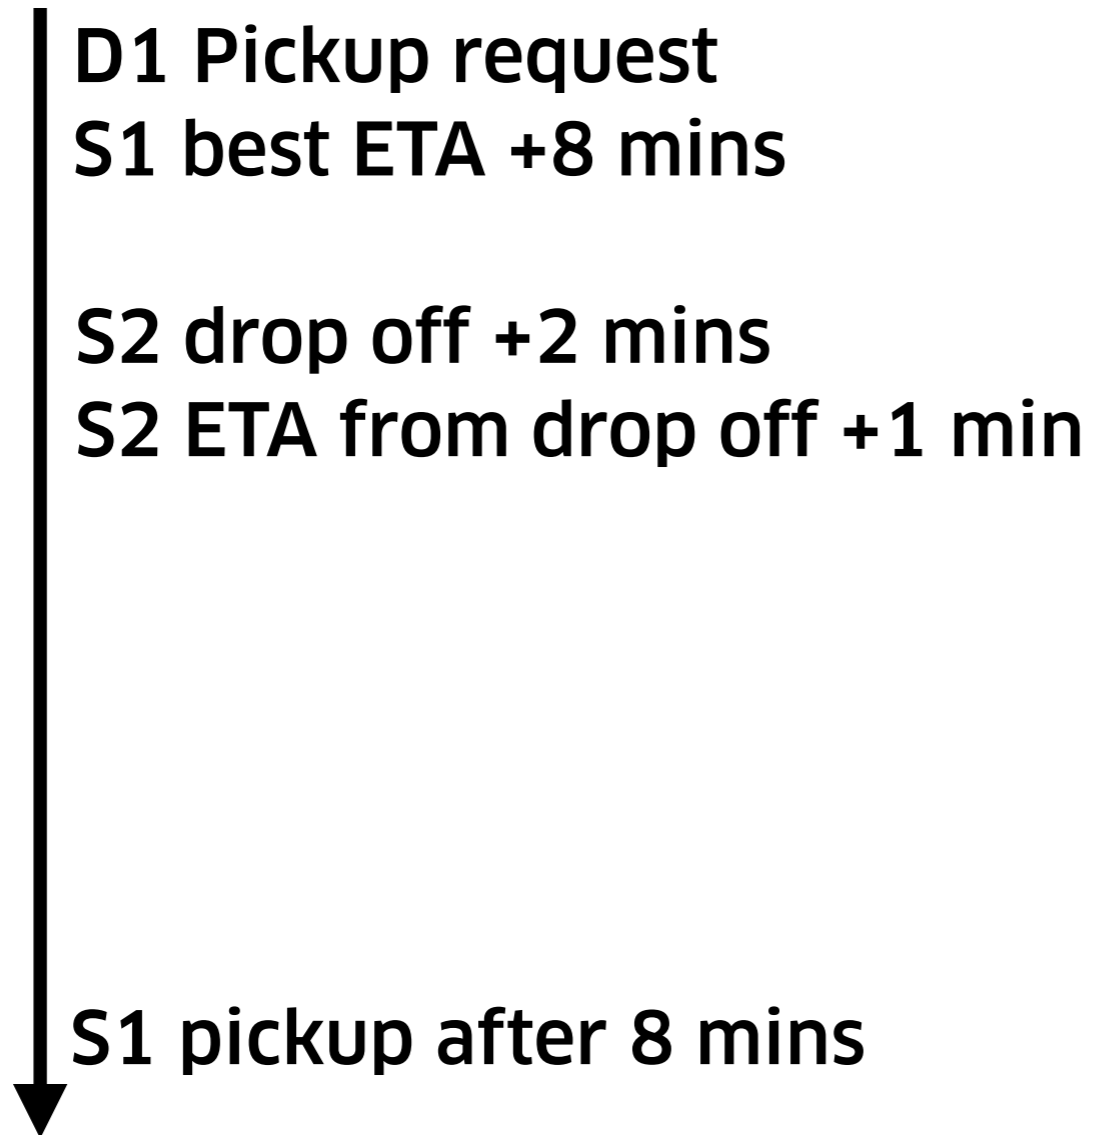 D1 Pickup request
S1 best ETA +8 mins
S2 drop off +2 mins
S2 ETA from drop off +1 min
S1 pickup after 8 mins